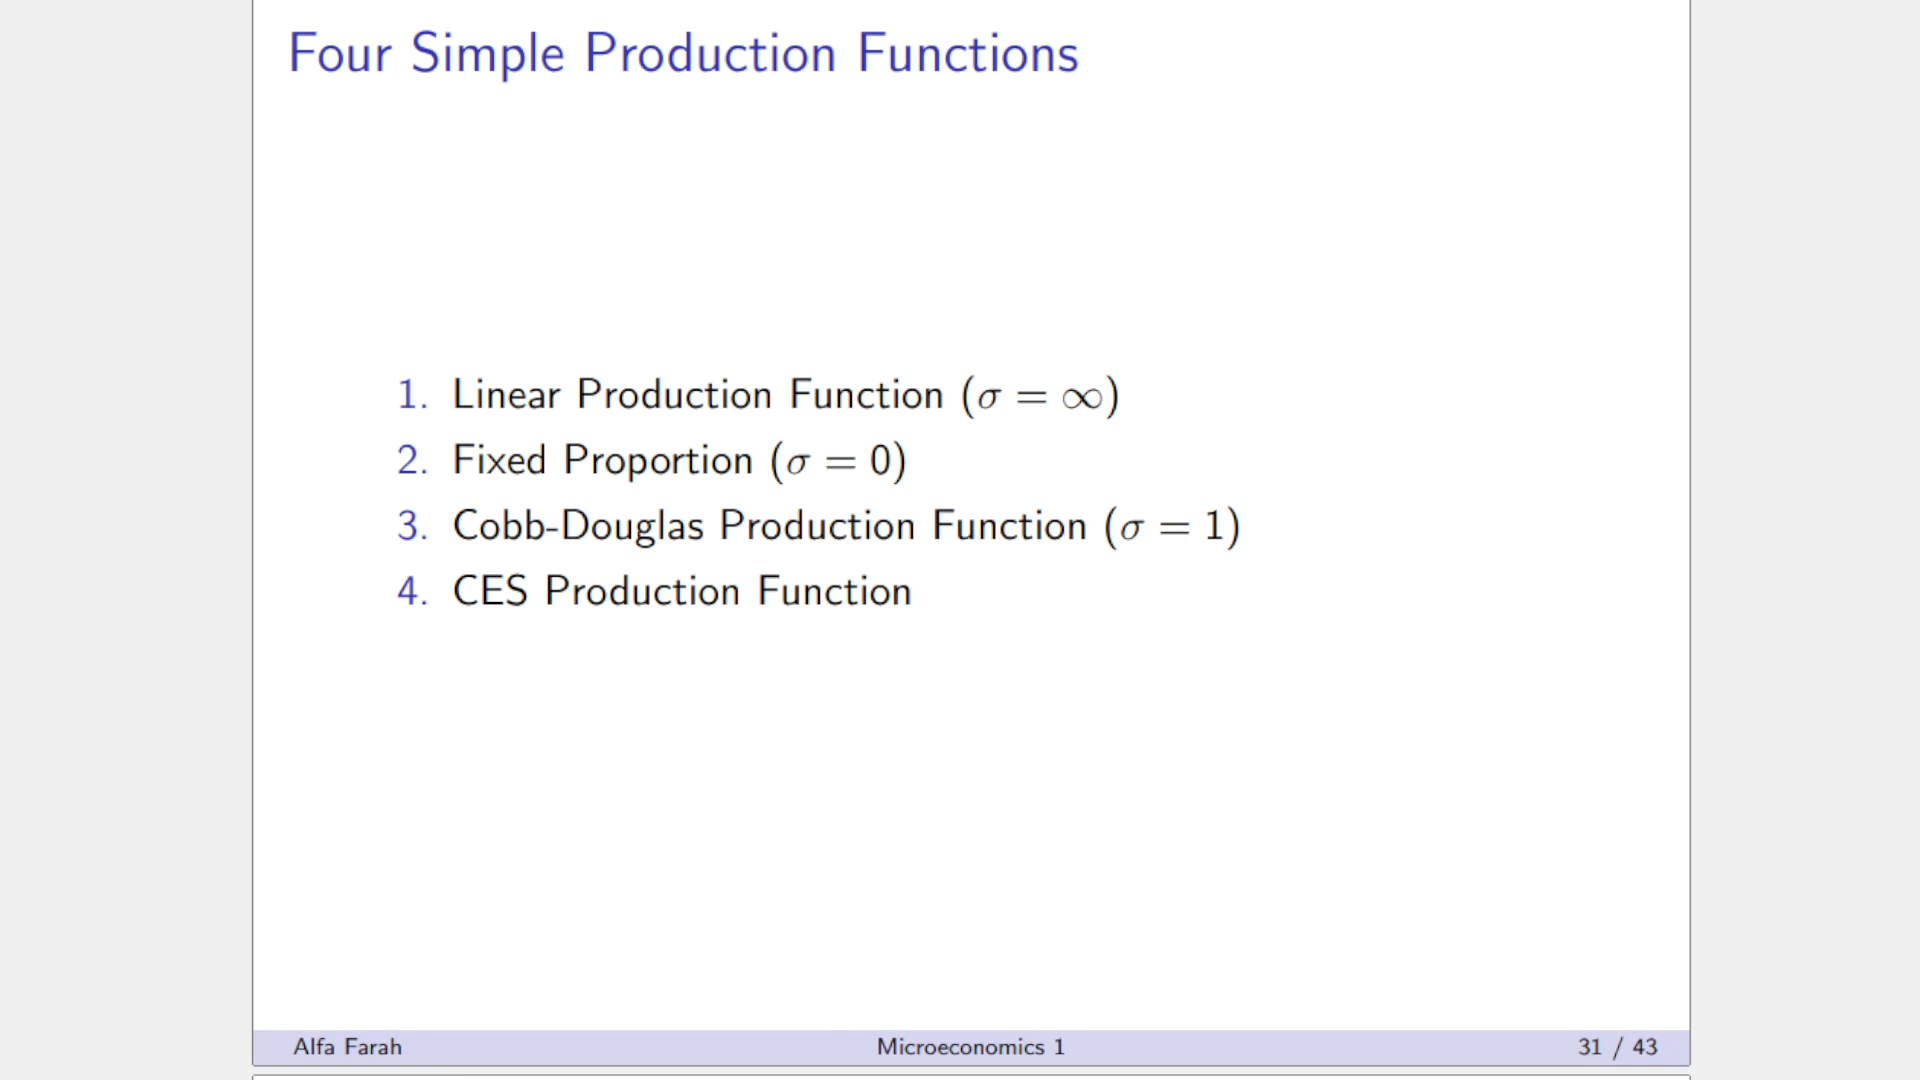 Four Simple Production Functions
1. Linear Production Function (σ = ∞)
2. Fixed Proportion (σ = 0)
3. Cobb-Douglas Production Function (σ = 1)
4. CES Production Function
Alfa Farah Microeconomics 1 31 / 43